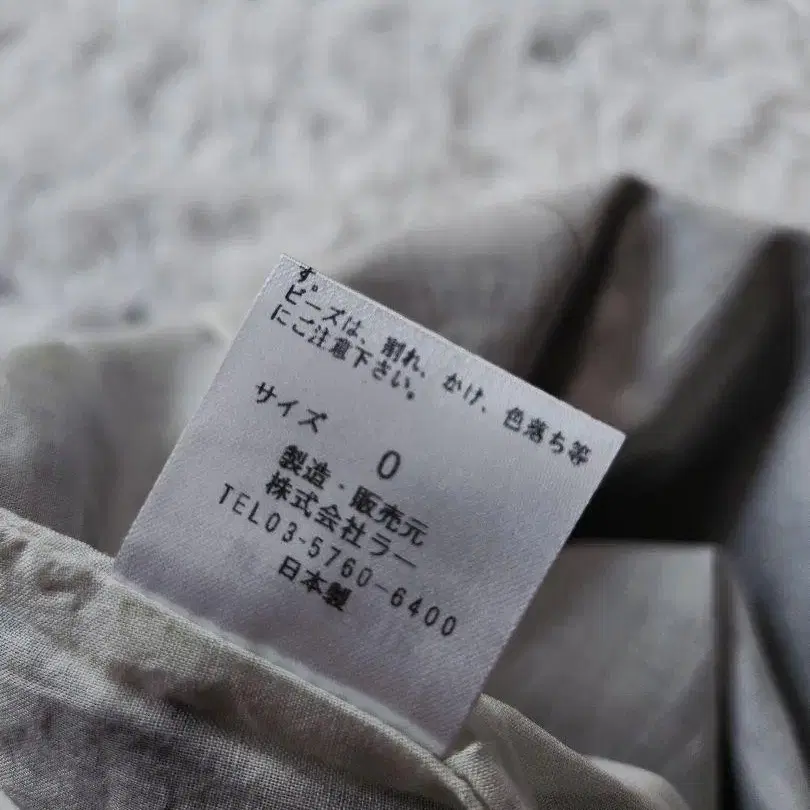 す。
ビーズは、割れ、かけ、色落ち等
にご注意下さい。
サイズ 0
製造・販売元
株式会社ラー
TEL03-5760-6400
日本製